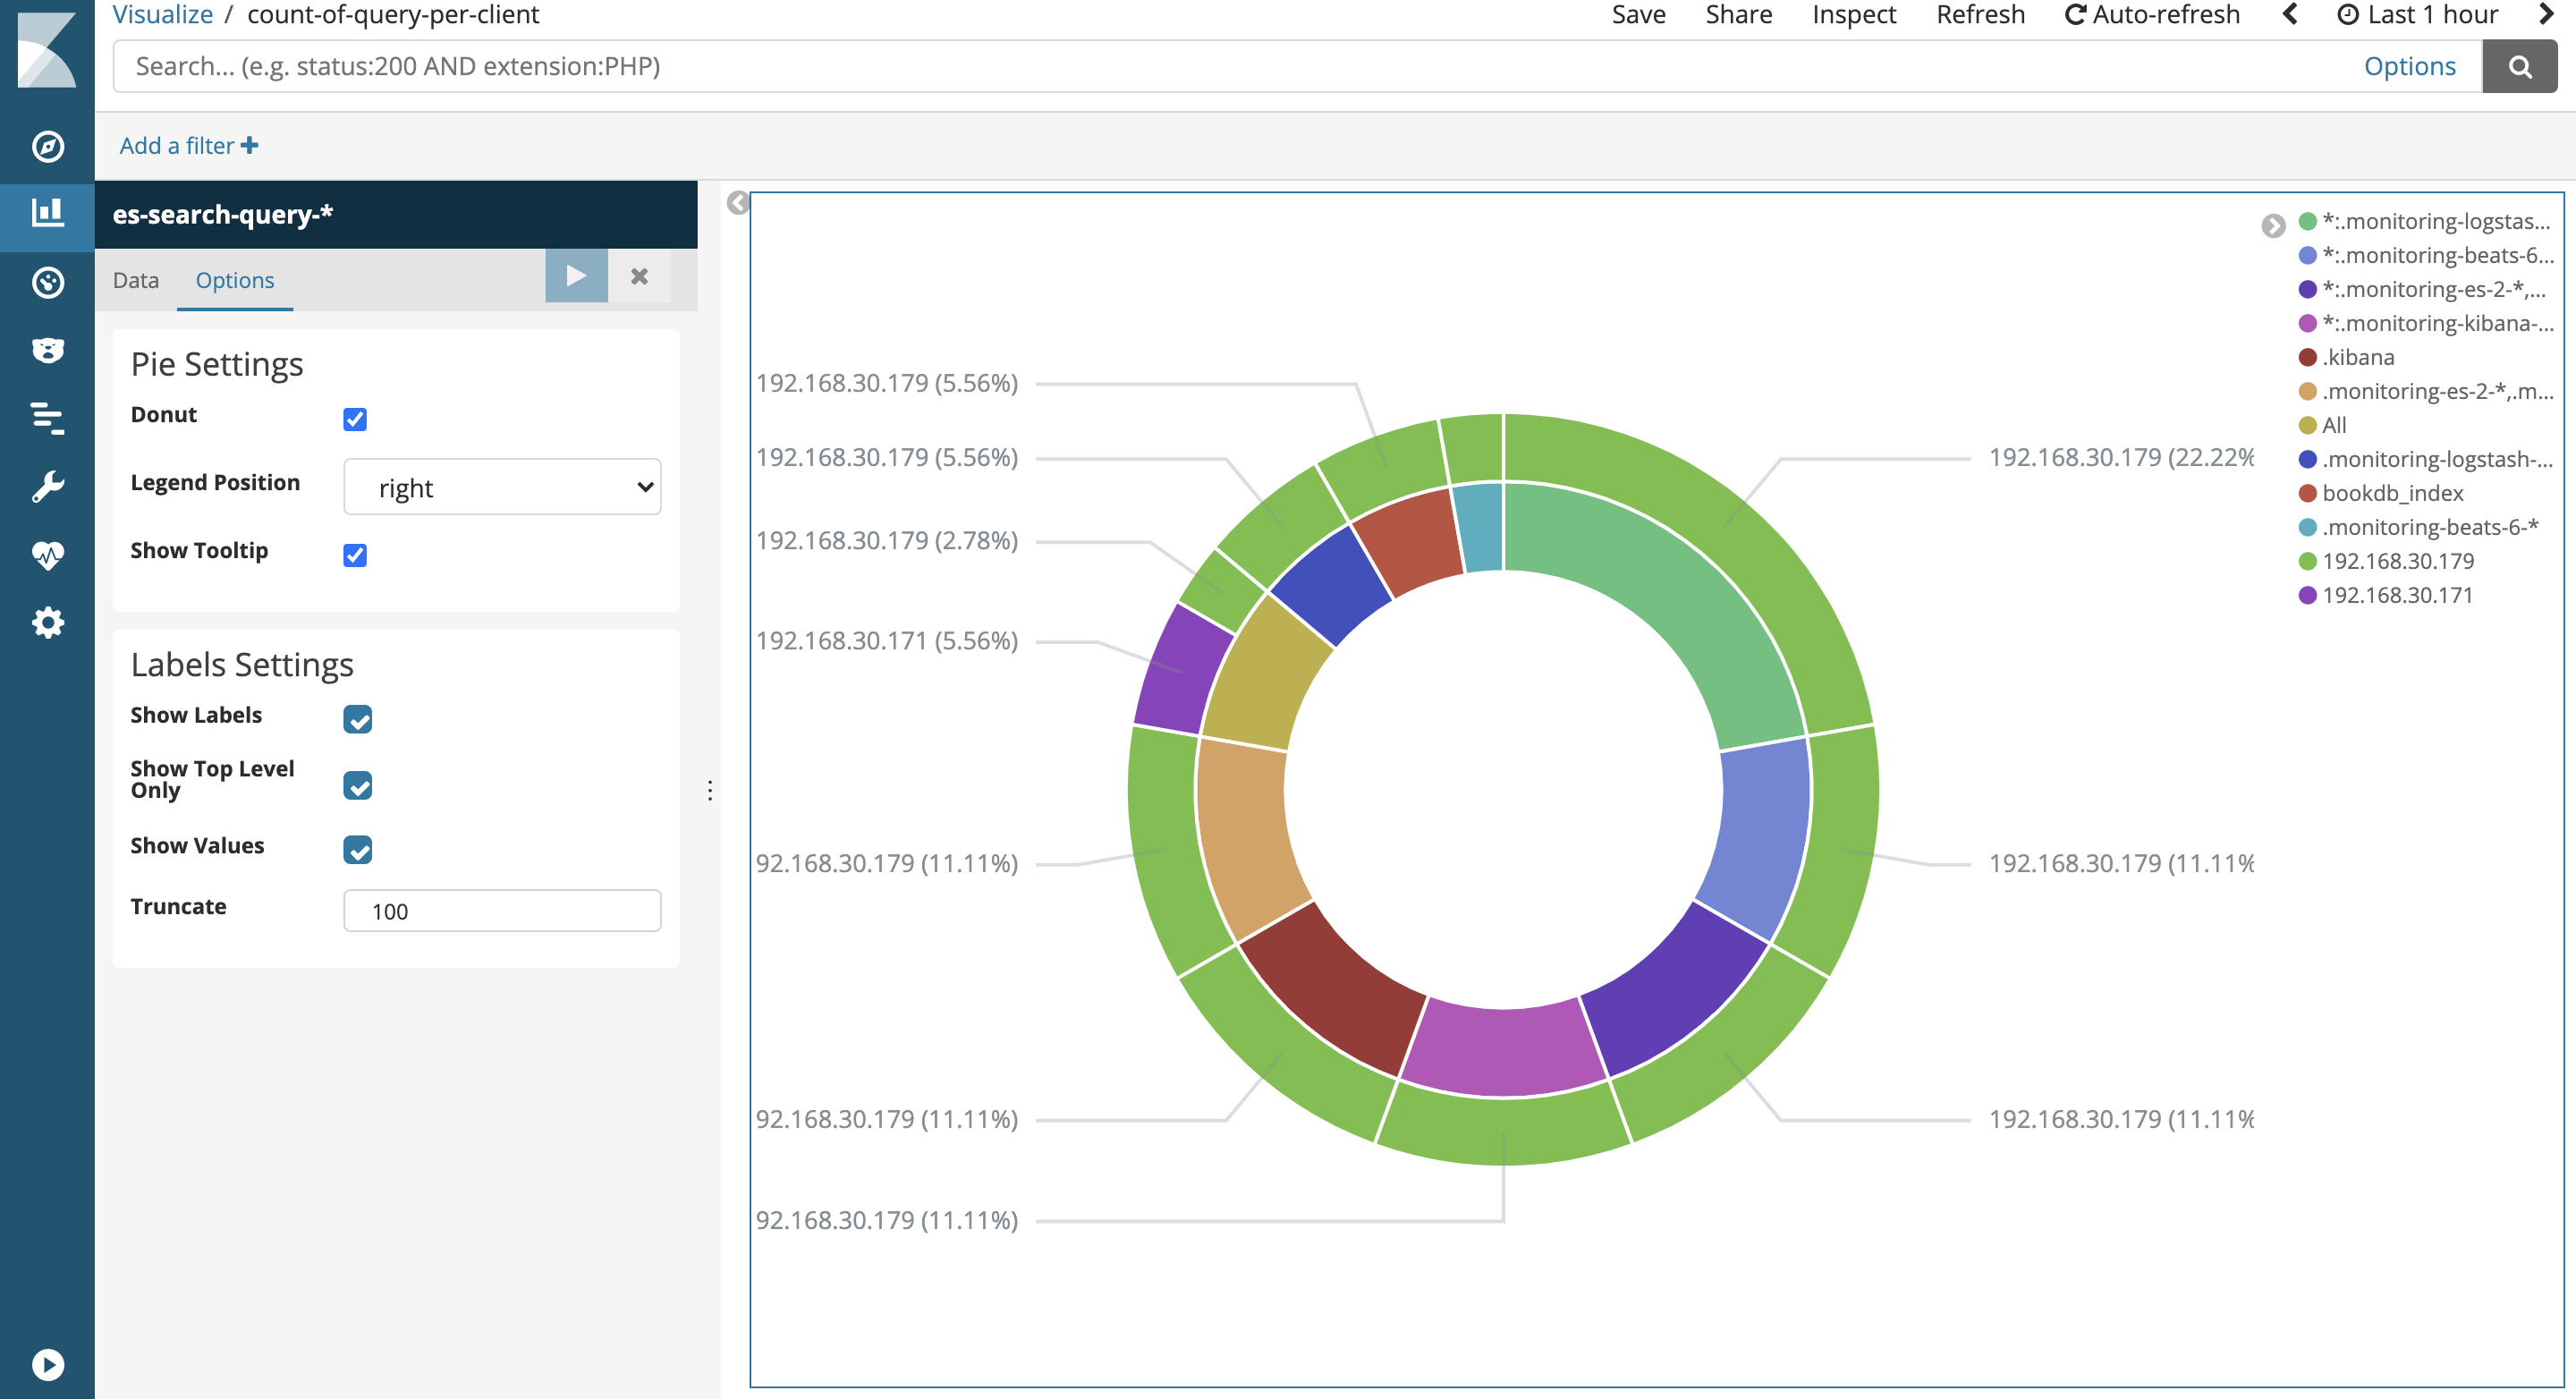 Visualize / count-of-query-per-client
Save Share Inspect Refresh Auto-refresh Last 1 hour
Search... (e.g. status:200 AND extension:PHP)
Options
Add a filter
es-search-query-*
Data Options
Pie Settings
Donut
Legend Position
right
Show Tooltip
Labels Settings
Show Labels
Show Top Level
Only
Show Values
Truncate
100
192.168.30.179 (5.56%)
192.168.30.179 (5.56%)
192.168.30.179 (2.78%)
192.168.30.171 (5.56%)
92.168.30.179 (11.11%)
92.168.30.179 (11.11%)
92.168.30.179 (11.11%)
192.168.30.179 (22.22%
192.168.30.179 (11.11%
192.168.30.179 (11.11%
*:.monitoring-logstas...
*:.monitoring-beats-6...
*:.monitoring-es-2-*,...
*:.monitoring-kibana-...
.kibana
.monitoring-es-2-*,.m...
All
.monitoring-logstash-...
bookdb_index
.monitoring-beats-6-*
192.168.30.179
192.168.30.171